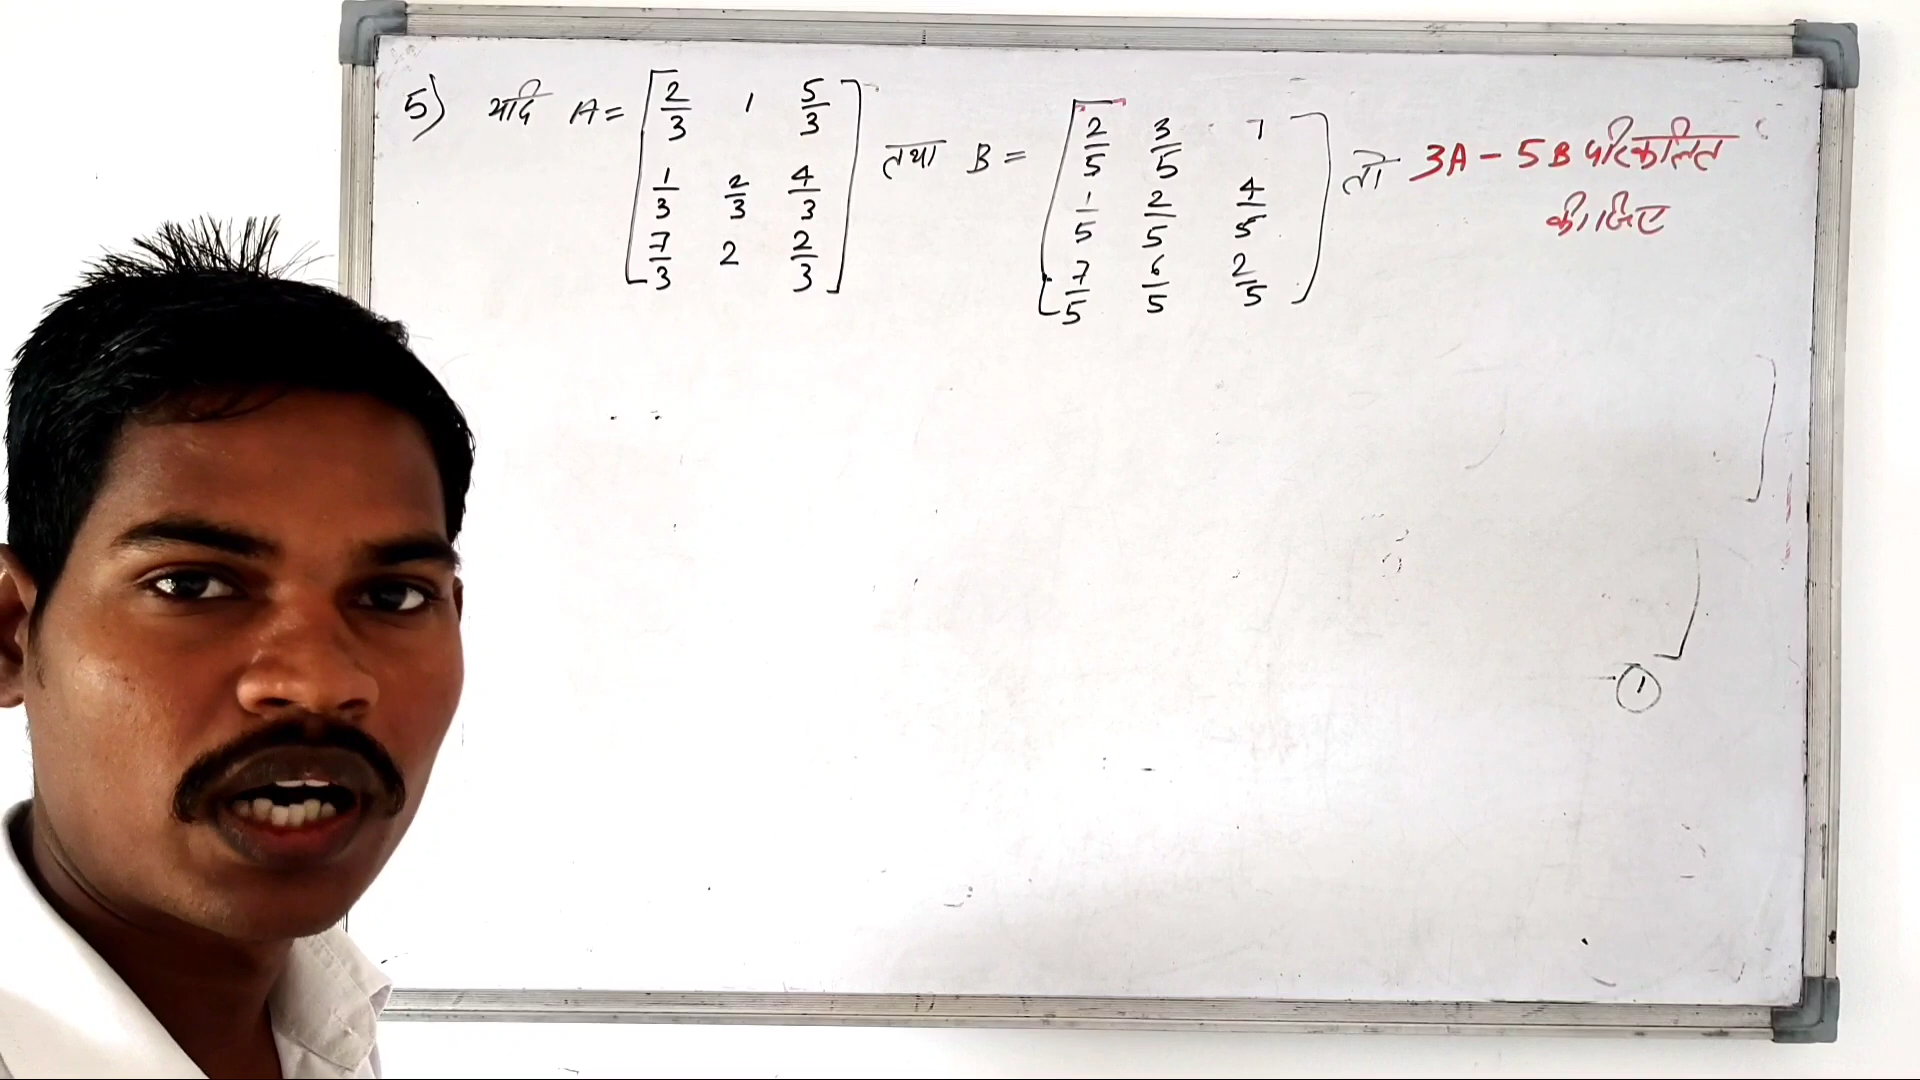 5) यदि A = [2/3 1 5/3
1/3 2/3 4/3
7/3 2 2/3] तथा B = [2/5 3/5 1
1/5 2/5 4/5
7/5 6/5 2/5] तो 3A - 5B परिकलित
कीजिए
1